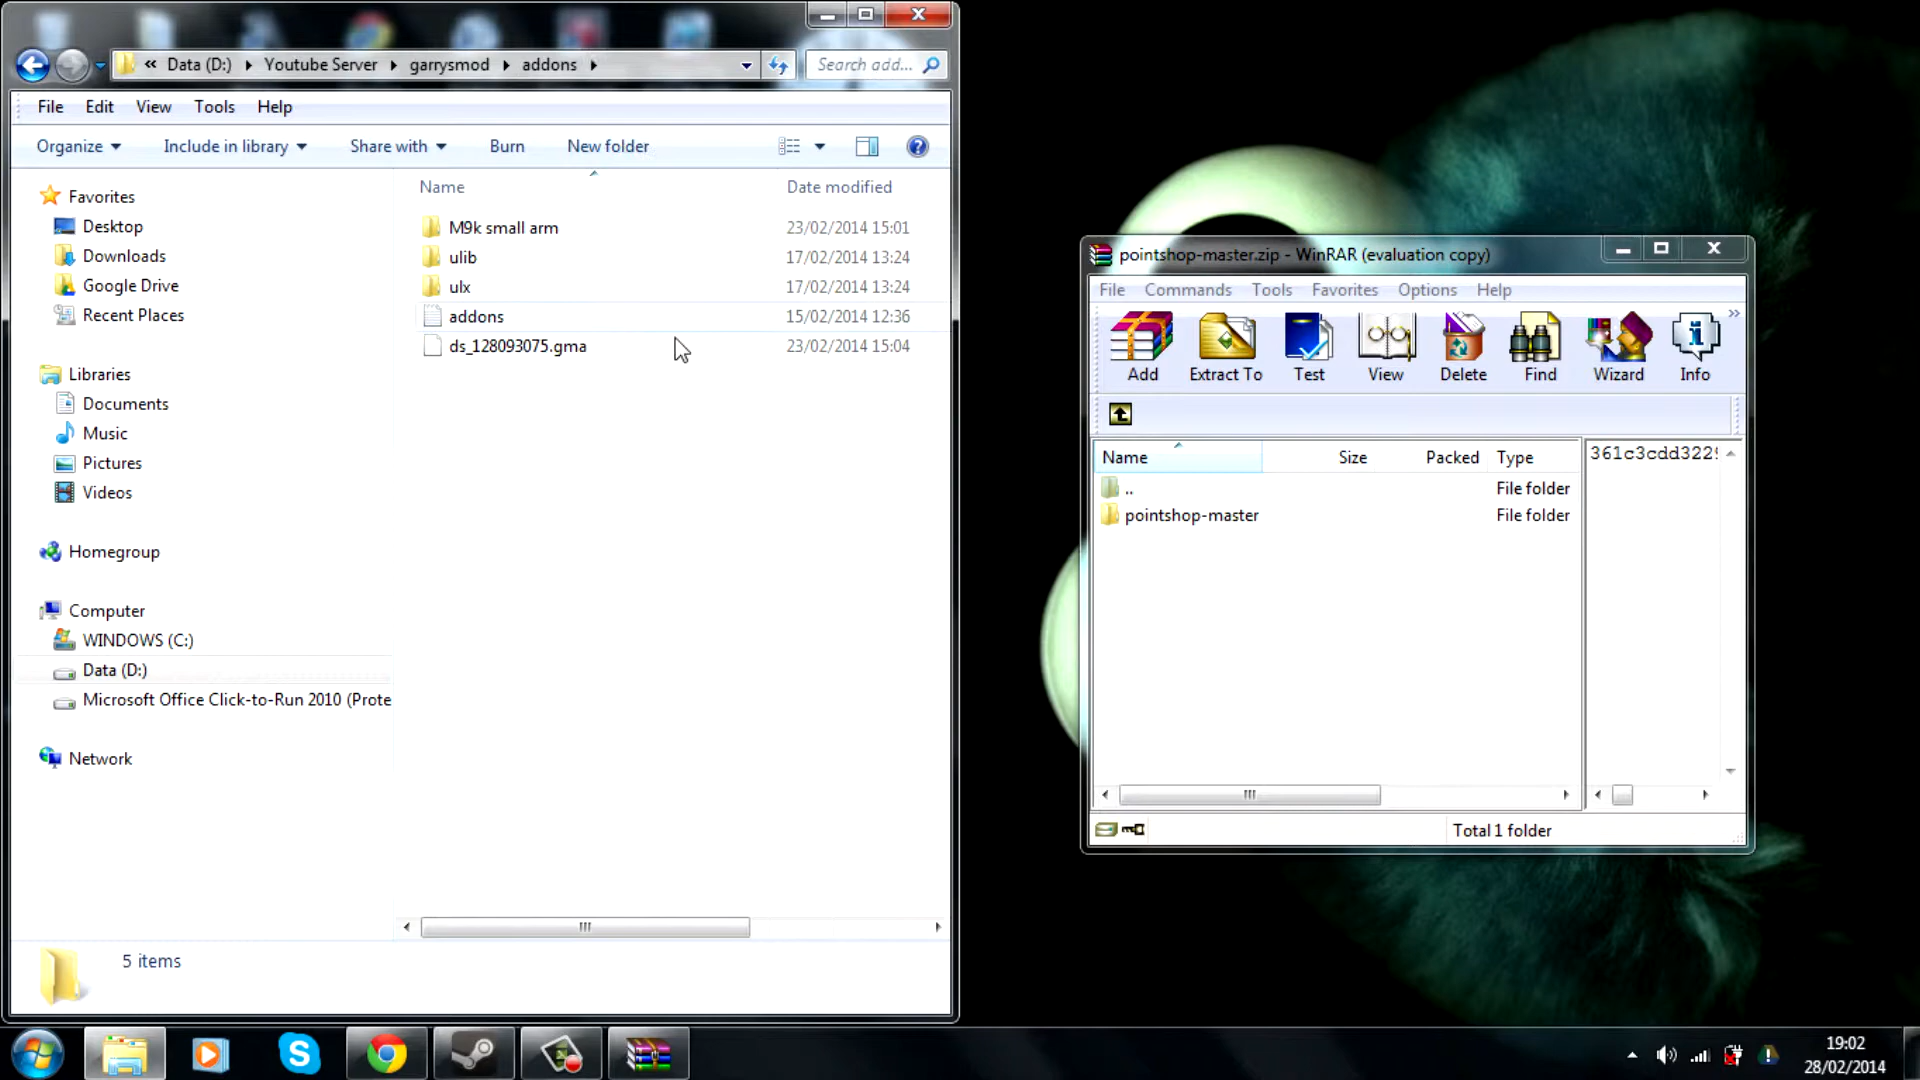 « Data (D:) ▸ Youtube Server ▸ garrysmod ▸ addons ▸
Search add...
File Edit View Tools Help
Organize Include in library Share with Burn New folder
Name Date modified
Favorites
Desktop
Downloads
Google Drive
Recent Places
Libraries
Documents
Music
Pictures
Videos
Homegroup
Computer
WINDOWS (C:)
Data (D:)
Microsoft Office Click-to-Run 2010 (Prote
Network
M9k small arm 23/02/2014 15:01
ulib 17/02/2014 13:24
ulx 17/02/2014 13:24
addons 15/02/2014 12:36
ds_128093075.gma 23/02/2014 15:04
5 items
pointshop-master.zip - WinRAR (evaluation copy)
File Commands Tools Favorites Options Help
Add Extract To Test View Delete Find Wizard Info
Name Size Packed Type
.. File folder
pointshop-master File folder
361c3cdd322
Total 1 folder
19:02
28/02/2014